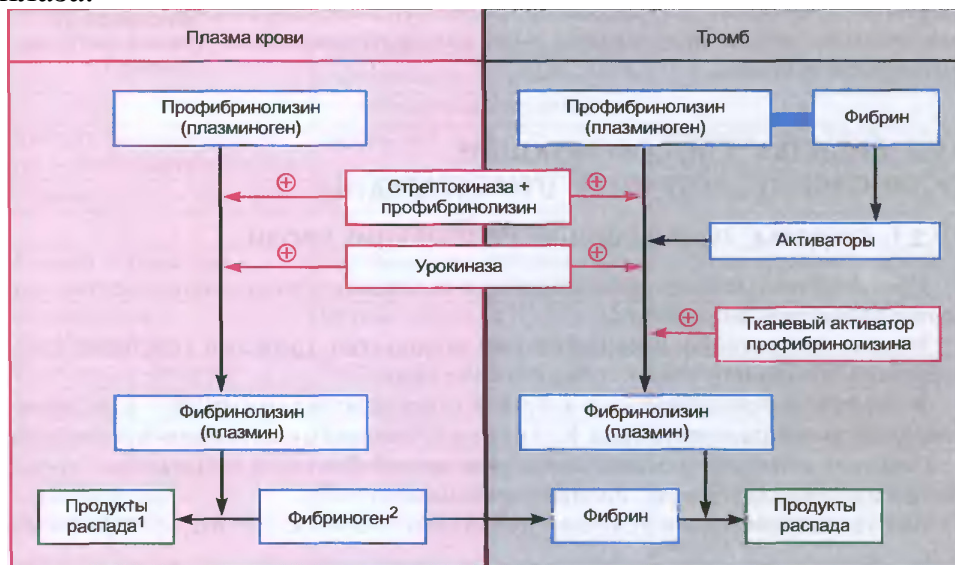 Плазма крови
Тромб
Профибринолизин
(плазминоген)
Профибринолизин
(плазминоген)
Фибрин
Стрептокиназа +
профибринолизин
Активаторы
Урокиназа
Тканевый активатор
профибринолизина
Фибринолизин
(плазмин)
Фибринолизин
(плазмин)
Продукты
распада1
Фибриноген2
Фибрин
Продукты
распада